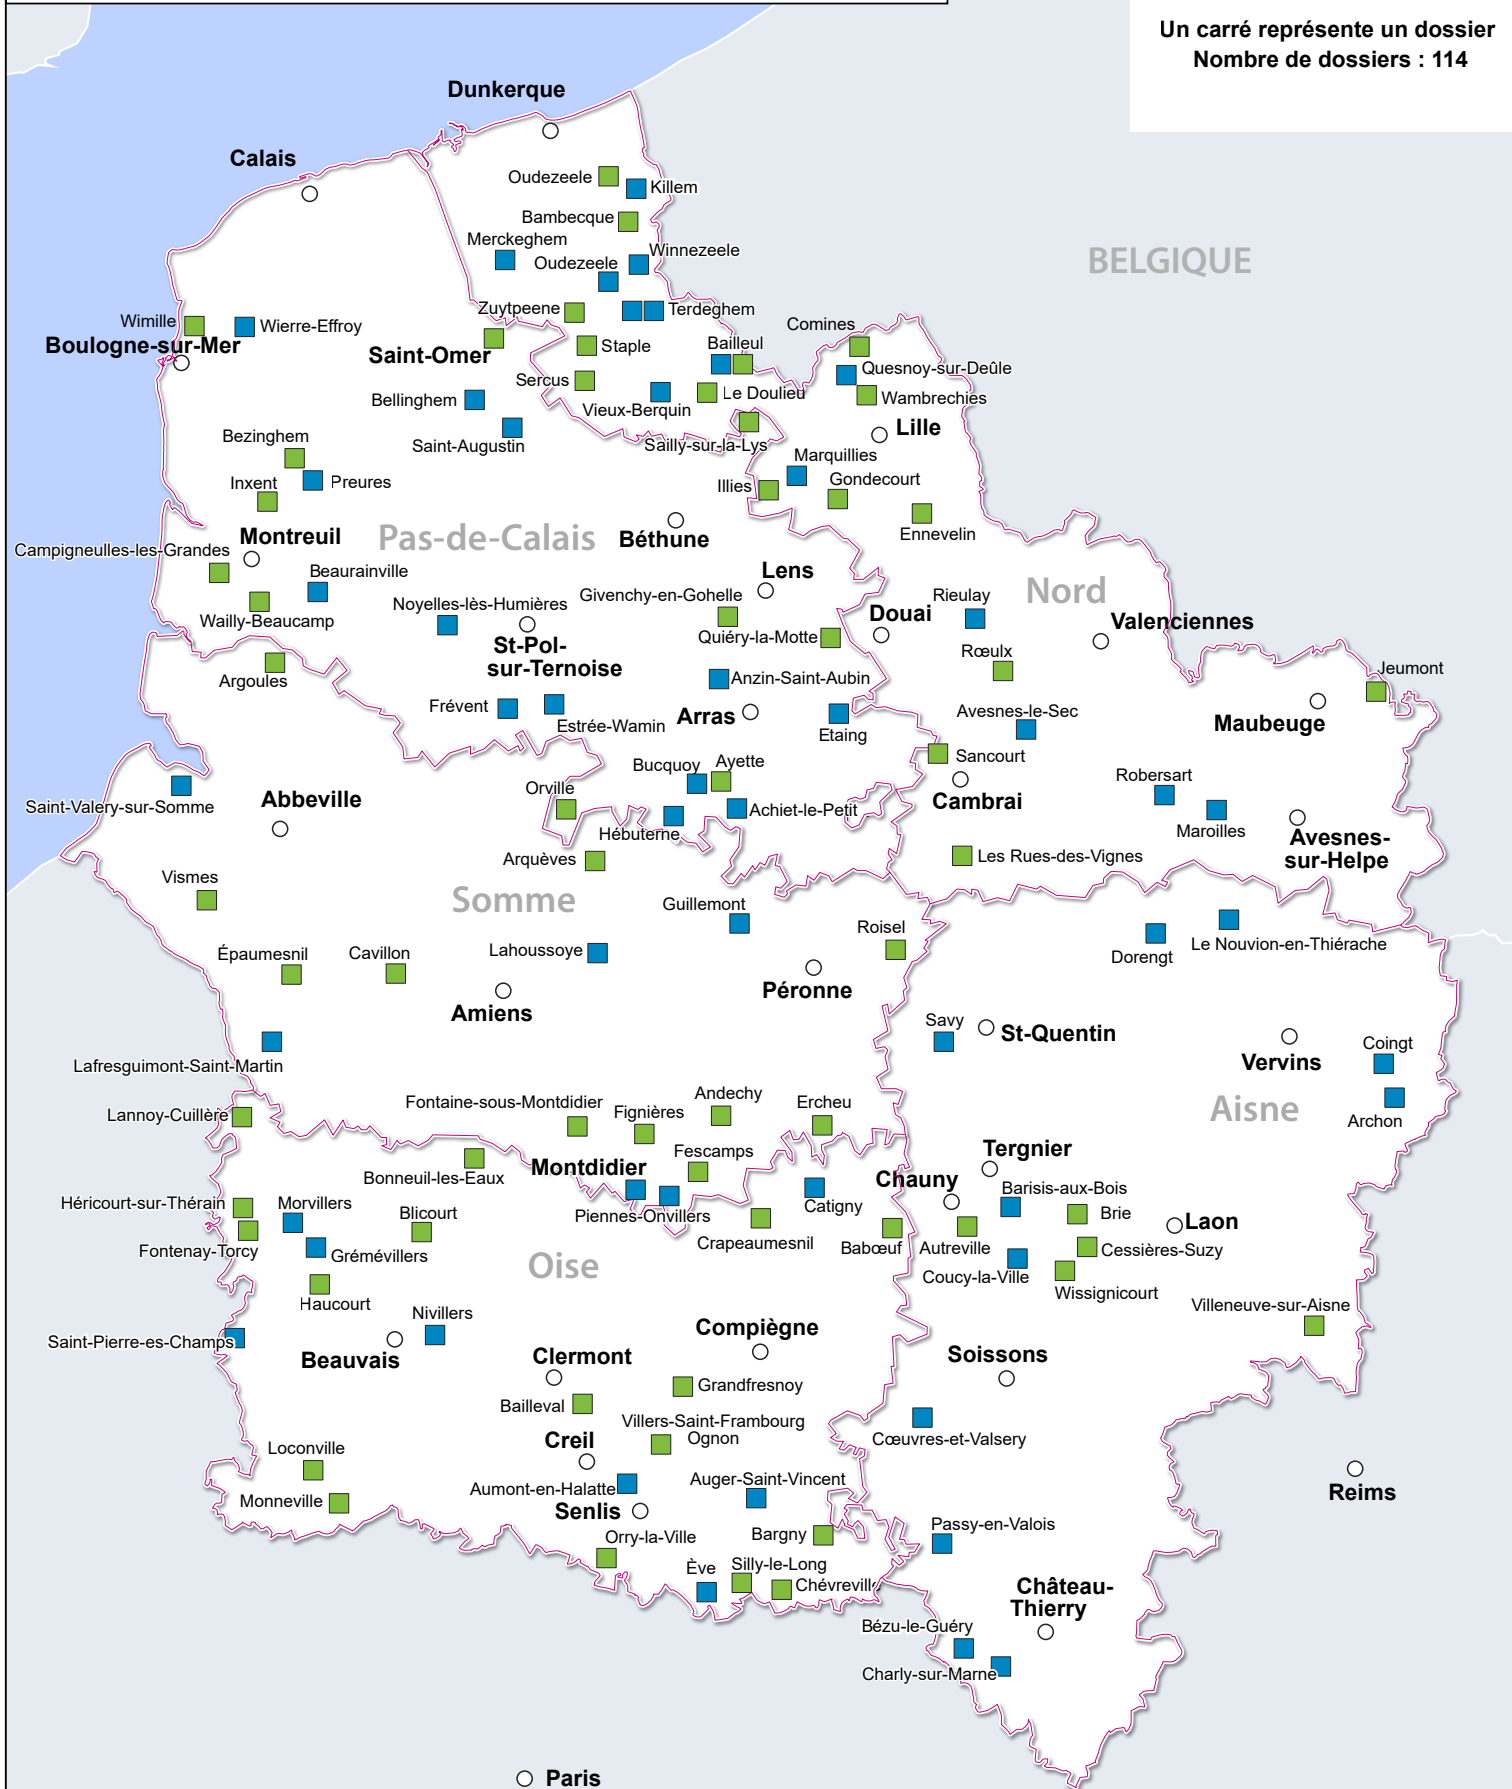 Un carré représente un dossier
Nombre de dossiers : 114
Dunkerque
Calais
Oudezeele
Killem
Bambecque
Merckeghem
Winnezeele
Oudezeele
BELGIQUE
Zuytpeene
Terdeghem
Wimille
Wierre-Effroy
Comines
Boulogne-sur-Mer
Saint-Omer
Staple
Bailleul
Quesnoy-sur-Deûle
Sercus
Le Doulieu
Wambrechies
Bellinghem
Vieux-Berquin
Lille
Saint-Augustin
Sailly-sur-la-Lys
Bezinghem
Marquillies
Inxent
Preures
Illies
Gondecourt
Ennevelin
Montreuil
Pas-de-Calais
Béthune
Campigneulles-les-Grandes
Beaurainville
Lens
Givenchy-en-Gohelle
Nord
Noyelles-lès-Humières
Douai
Rieulay
Wailly-Beaucamp
Valenciennes
St-Pol-
sur-Ternoise
Quiéry-la-Motte
Rœulx
Argoules
Anzin-Saint-Aubin
Jeumont
Frévent
Estrée-Wamin
Arras
Etaing
Avesnes-le-Sec
Maubeuge
Sancourt
Bucquoy
Ayette
Robersart
Orville
Cambrai
Saint-Valery-sur-Somme
Abbeville
Achiet-le-Petit
Maroilles
Hébuterne
Avesnes-
sur-Helpe
Arquèves
Les Rues-des-Vignes
Vismes
Somme
Guillemont
Roisel
Épaumesnil
Cavillon
Lahoussoye
Dorengt
Le Nouvion-en-Thiérache
Péronne
Amiens
Savy
St-Quentin
Vervins
Coingt
Lafresguimont-Saint-Martin
Andechy
Ercheu
Aisne
Archon
Lannoy-Cuillère
Fontaine-sous-Montdidier
Fignières
Fescamps
Tergnier
Bonneuil-les-Eaux
Montdidier
Chauny
Barisis-aux-Bois
Héricourt-sur-Thérain
Morvillers
Blicourt
Piennes-Onvillers
Catigny
Brie
Laon
Fontenay-Torcy
Grémévillers
Crapeaumesnil
Babœuf
Autreville
Cessières-Suzy
Oise
Coucy-la-Ville
Wissignicourt
Haucourt
Nivillers
Villeneuve-sur-Aisne
Saint-Pierre-es-Champs
Compiègne
Beauvais
Clermont
Soissons
Grandfresnoy
Bailleval
Villers-Saint-Frambourg
Ognon
Creil
Cœuvres-et-Valsery
Loconville
Aumont-en-Halatte
Auger-Saint-Vincent
Reims
Monneville
Senlis
Orry-la-Ville
Bargny
Passy-en-Valois
Ève
Silly-le-Long
Chévreville
Château-
Thierry
Bézu-le-Guéry
Charly-sur-Marne
Paris